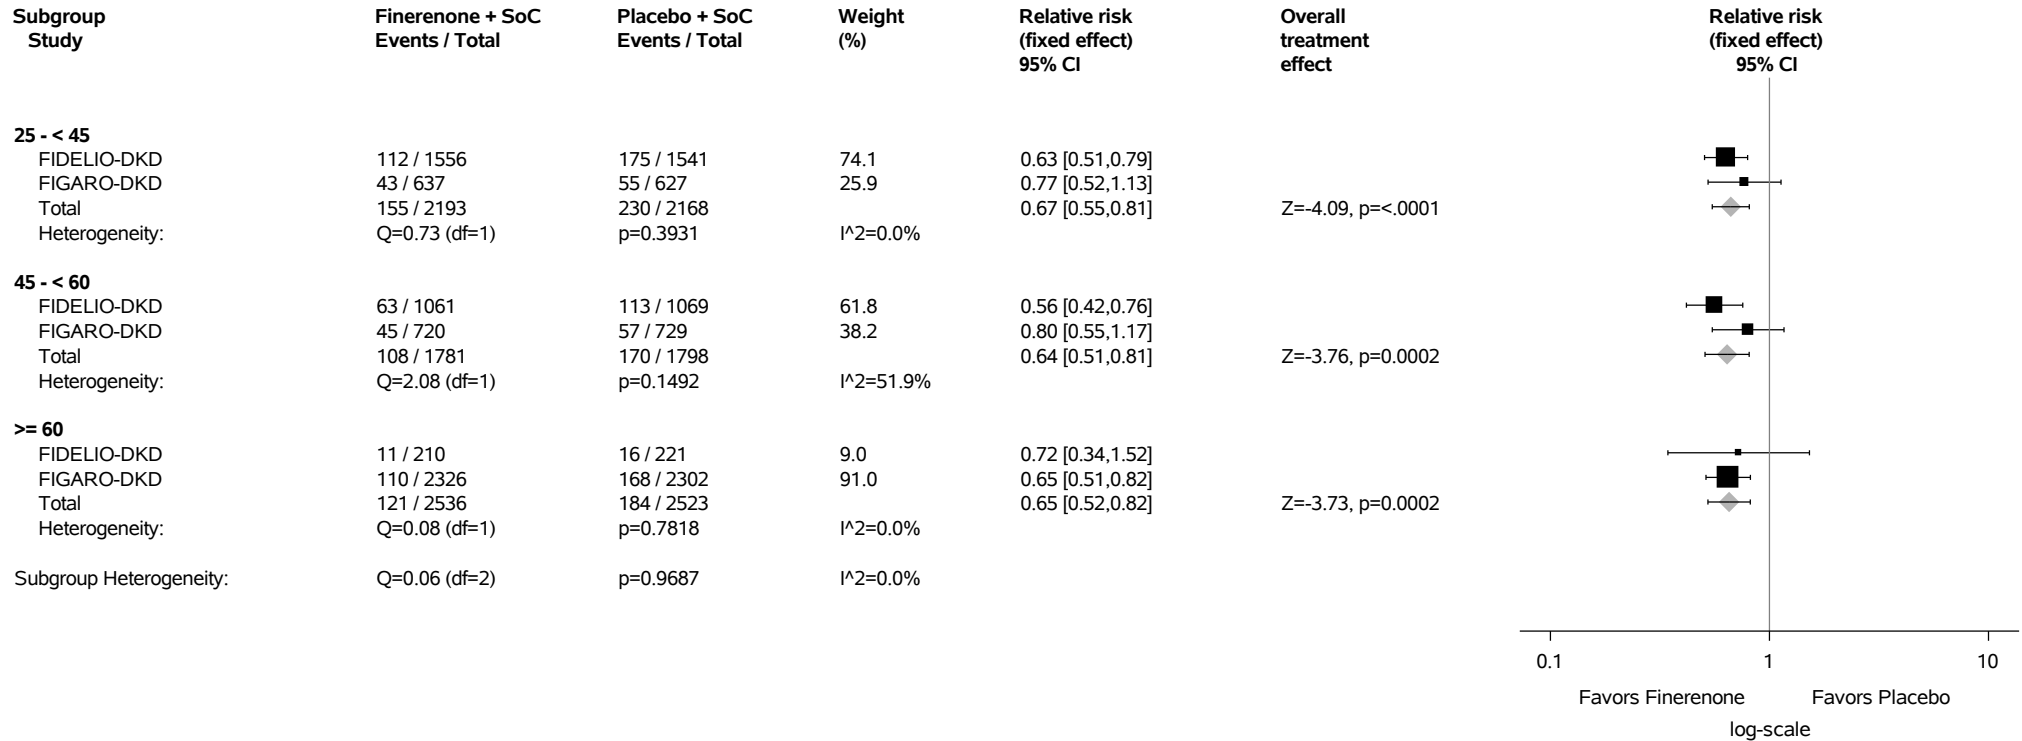 Subgroup Finerenone + SoC Placebo + SoC Weight Relative risk Overall Relative risk
Study Events / Total Events / Total (%) (fixed effect) treatment (fixed effect)
95% CI effect 95% CI
25 - < 45
FIDELIO-DKD 112 / 1556 175 / 1541 74.1 0.63 [0.51,0.79]
FIGARO-DKD 43 / 637 55 / 627 25.9 0.77 [0.52,1.13]
Total 155 / 2193 230 / 2168 0.67 [0.55,0.81] Z=-4.09, p=<.0001
Heterogeneity: Q=0.73 (df=1) p=0.3931 I^2=0.0%
45 - < 60
FIDELIO-DKD 63 / 1061 113 / 1069 61.8 0.56 [0.42,0.76]
FIGARO-DKD 45 / 720 57 / 729 38.2 0.80 [0.55,1.17]
Total 108 / 1781 170 / 1798 0.64 [0.51,0.81] Z=-3.76, p=0.0002
Heterogeneity: Q=2.08 (df=1) p=0.1492 I^2=51.9%
>= 60
FIDELIO-DKD 11 / 210 16 / 221 9.0 0.72 [0.34,1.52]
FIGARO-DKD 110 / 2326 168 / 2302 91.0 0.65 [0.51,0.82]
Total 121 / 2536 184 / 2523 0.65 [0.52,0.82] Z=-3.73, p=0.0002
Heterogeneity: Q=0.08 (df=1) p=0.7818 I^2=0.0%
Subgroup Heterogeneity: Q=0.06 (df=2) p=0.9687 I^2=0.0%
0.1 1 10
Favors Finerenone Favors Placebo
log-scale